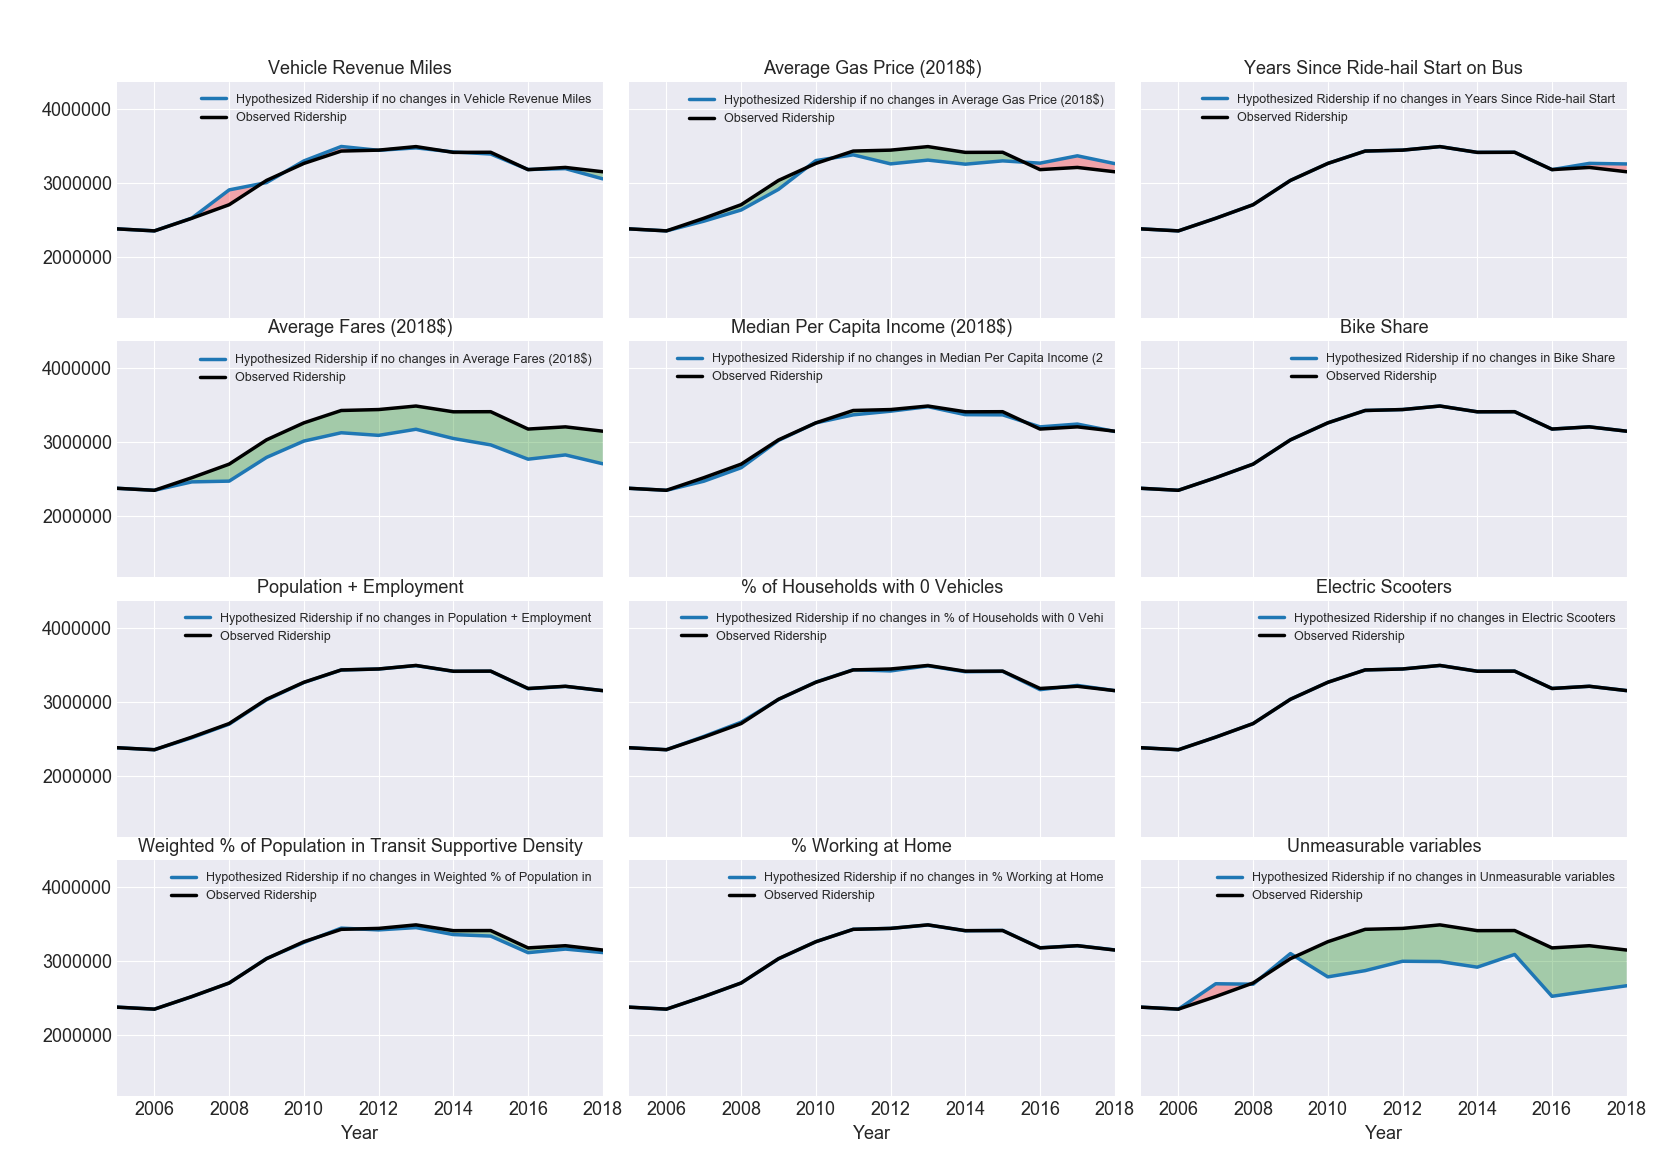 Vehicle Revenue Miles
4000000
3000000
2000000
Hypothesized Ridership if no changes in Vehicle Revenue Miles
Observed Ridership
Average Gas Price (2018$)
Hypothesized Ridership if no changes in Average Gas Price (2018$)
Observed Ridership
Years Since Ride-hail Start on Bus
Hypothesized Ridership if no changes in Years Since Ride-hail Start
Observed Ridership
Average Fares (2018$)
4000000
3000000
2000000
Hypothesized Ridership if no changes in Average Fares (2018$)
Observed Ridership
Median Per Capita Income (2018$)
Hypothesized Ridership if no changes in Median Per Capita Income (2
Observed Ridership
Bike Share
Hypothesized Ridership if no changes in Bike Share
Observed Ridership
Population + Employment
4000000
3000000
2000000
Hypothesized Ridership if no changes in Population + Employment
Observed Ridership
% of Households with 0 Vehicles
Hypothesized Ridership if no changes in % of Households with 0 Vehi
Observed Ridership
Electric Scooters
Hypothesized Ridership if no changes in Electric Scooters
Observed Ridership
Weighted % of Population in Transit Supportive Density
4000000
3000000
2000000
Hypothesized Ridership if no changes in Weighted % of Population in
Observed Ridership
2006 2008 2010 2012 2014 2016 2018
Year
% Working at Home
Hypothesized Ridership if no changes in % Working at Home
Observed Ridership
2006 2008 2010 2012 2014 2016 2018
Year
Unmeasurable variables
Hypothesized Ridership if no changes in Unmeasurable variables
Observed Ridership
2006 2008 2010 2012 2014 2016 2018
Year